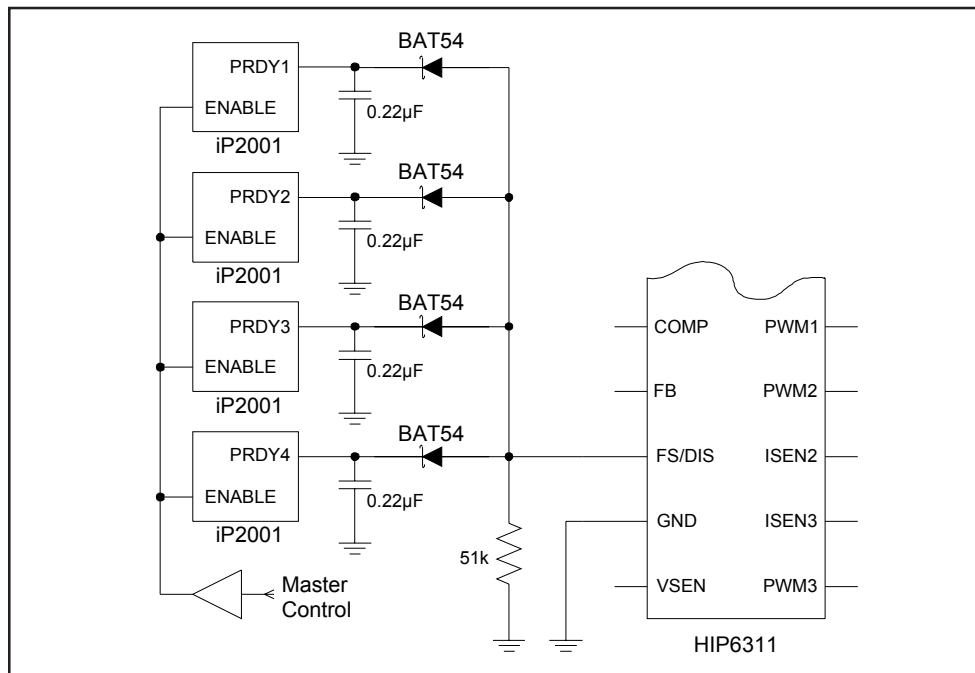 BAT54
PRDY1
ENABLE
0.22µF
iP2001
BAT54
PRDY2
ENABLE
0.22µF
iP2001
BAT54
PRDY3
ENABLE
0.22µF
iP2001
BAT54
PRDY4
ENABLE
0.22µF
iP2001
Master
Control
51k
COMP PWM1
FB PWM2
FS/DIS ISEN2
GND ISEN3
VSEN PWM3
HIP6311